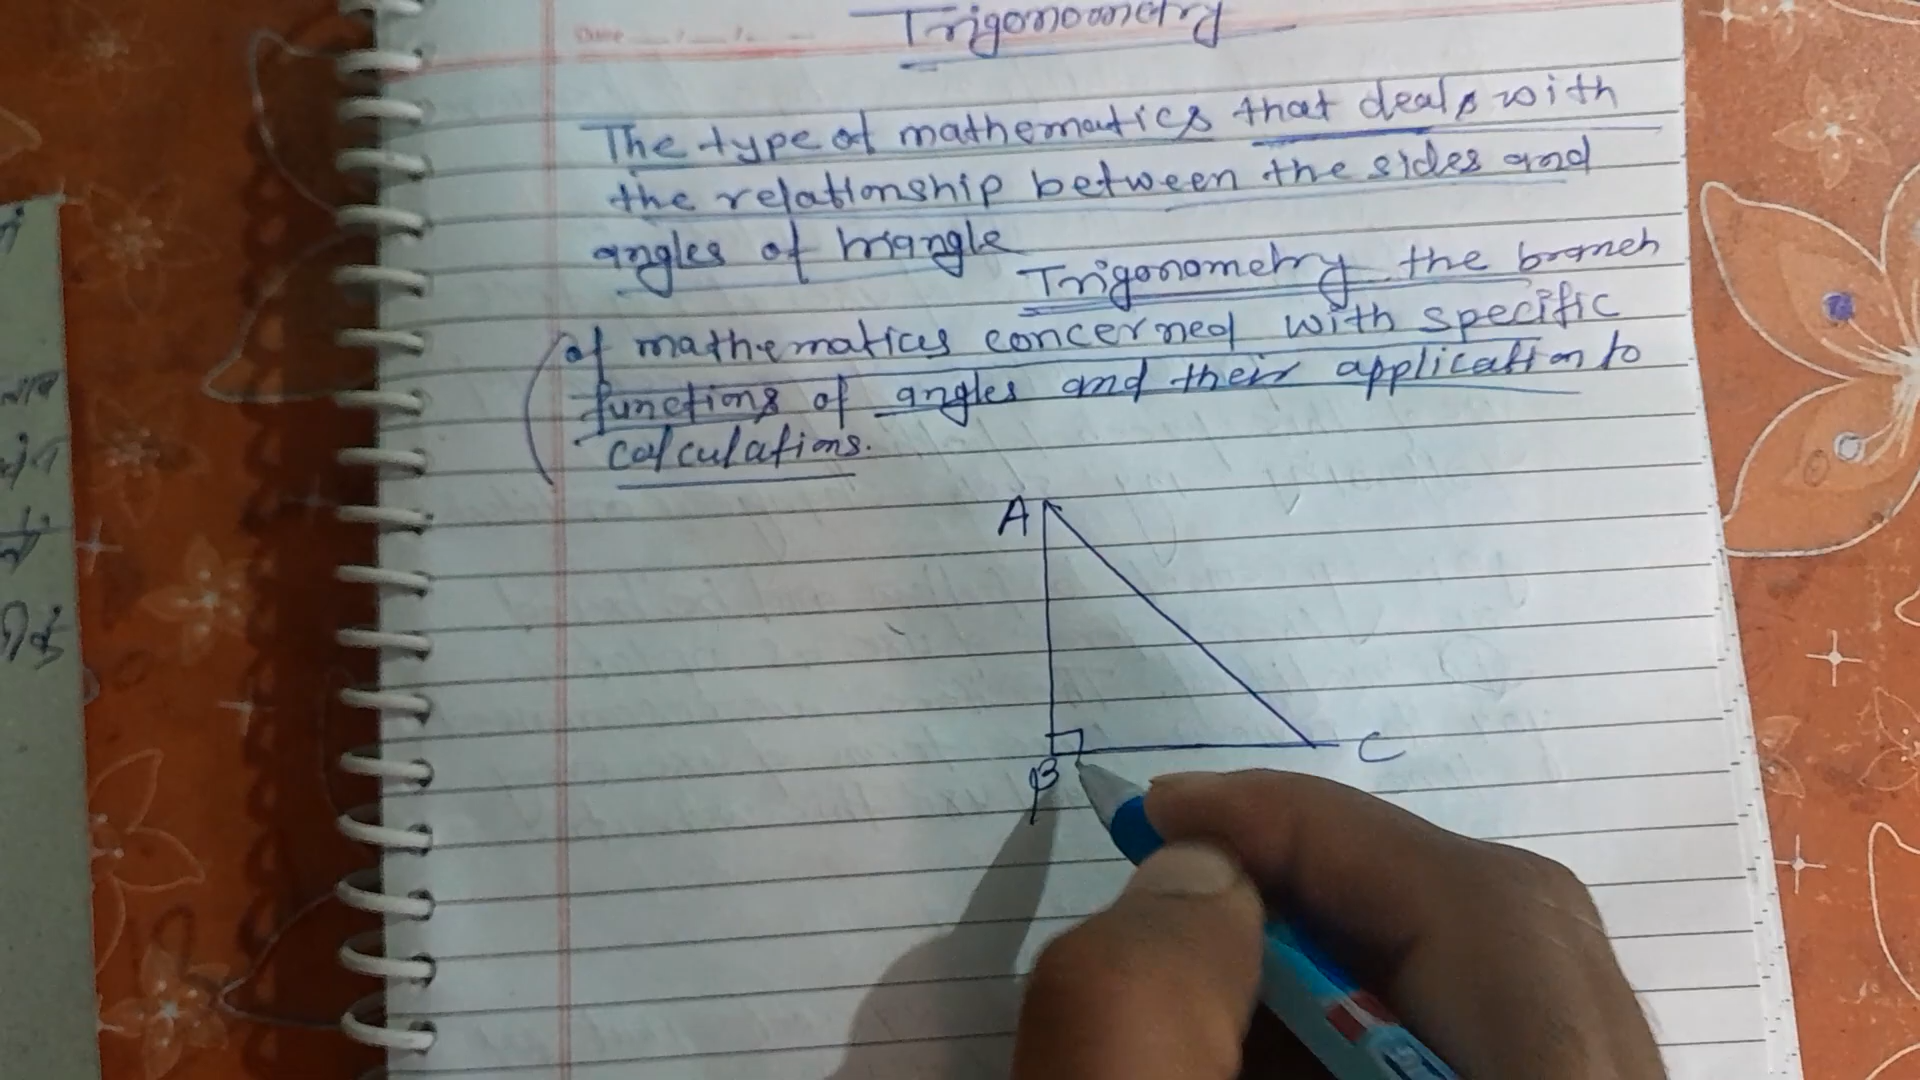 Date
Trigonometry
The type of mathematics that deals with
the relationship between the sides and
angles of triangle
Trigonometry the branch
of mathematics concerned with specific
functions of angles and their application to
calculations.
A
B
C